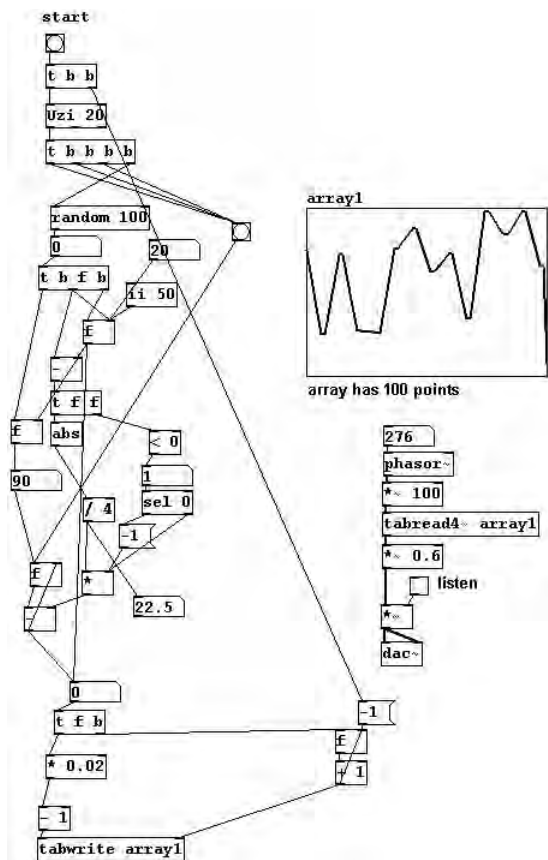 start
t b b
Uzi 20
t b b b b
random 100
0
20
t b f b
ii 50
f
-
t f f
f
abs
< 0
90
1
/ 4
sel 0
-1
f
*
22.5
-
0
t f b
-1
f
* 0.02
+ 1
- 1
tabwrite array1
array1
array has 100 points
276
phasor~
*~ 100
tabread4~ array1
*~ 0.6
listen
*~
dac~